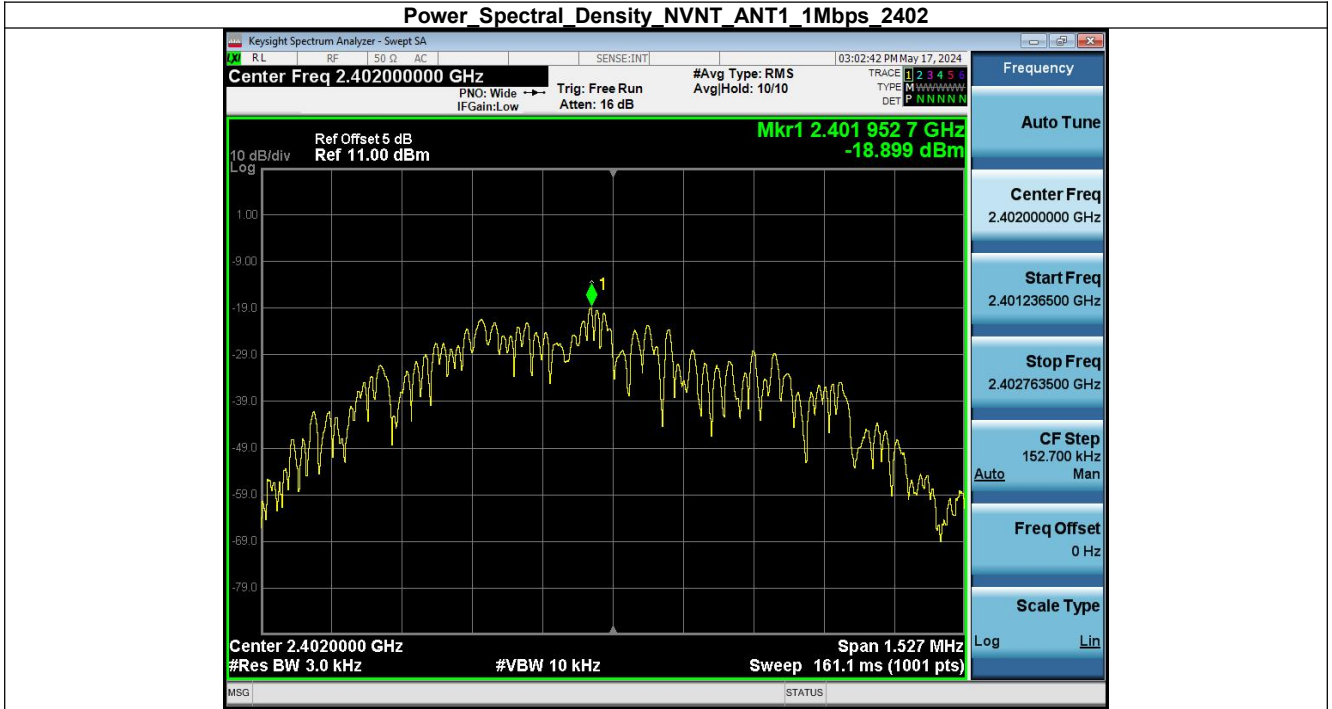 Power_Spectral_Density_NVNT_ANT1_1Mbps_2402
Keysight Spectrum Analyzer - Swept SA
LXI RL RF 50 Ω AC SENSE:INT 03:02:42 PM May 17, 2024
Center Freq 2.402000000 GHz
PNO: Wide
IFGain:Low
Trig: Free Run
Atten: 16 dB
#Avg Type: RMS
Avg|Hold: 10/10
TRACE 1 2 3 4 5 6
TYPE M WWWWW
DET P N N N N N
Mkr1 2.401 952 7 GHz
-18.899 dBm
Ref Offset 5 dB
10 dB/div Ref 11.00 dBm
Log
1.00
-9.00
-19.0
-29.0
-39.0
-49.0
-59.0
-69.0
-79.0
1
Center 2.4020000 GHz Span 1.527 MHz
#Res BW 3.0 kHz #VBW 10 kHz Sweep 161.1 ms (1001 pts)
MSG STATUS
Frequency
Auto Tune
Center Freq
2.402000000 GHz
Start Freq
2.401236500 GHz
Stop Freq
2.402763500 GHz
CF Step
152.700 kHz
Auto Man
Freq Offset
0 Hz
Scale Type
Log Lin